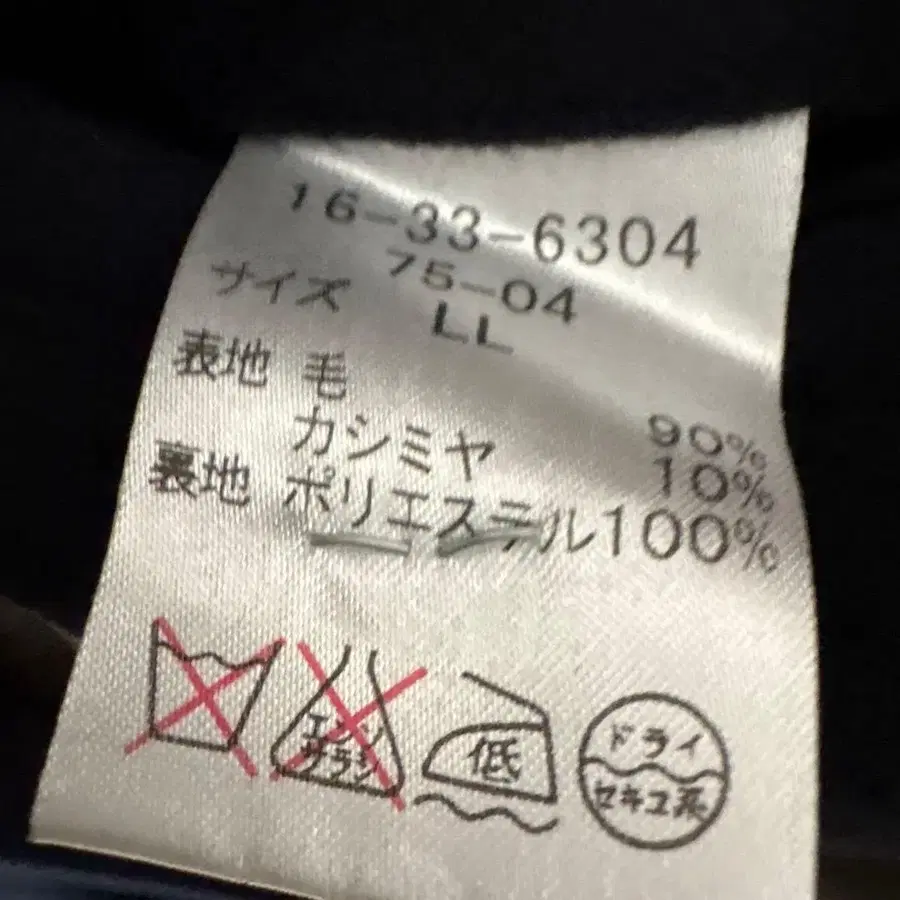 16-33-6304
75-04
サイズ LL
表地 毛 90%
カシミヤ 10%
裏地 ポリエステル100%
エンソ
サラシ
低
ドライ
セキユ系